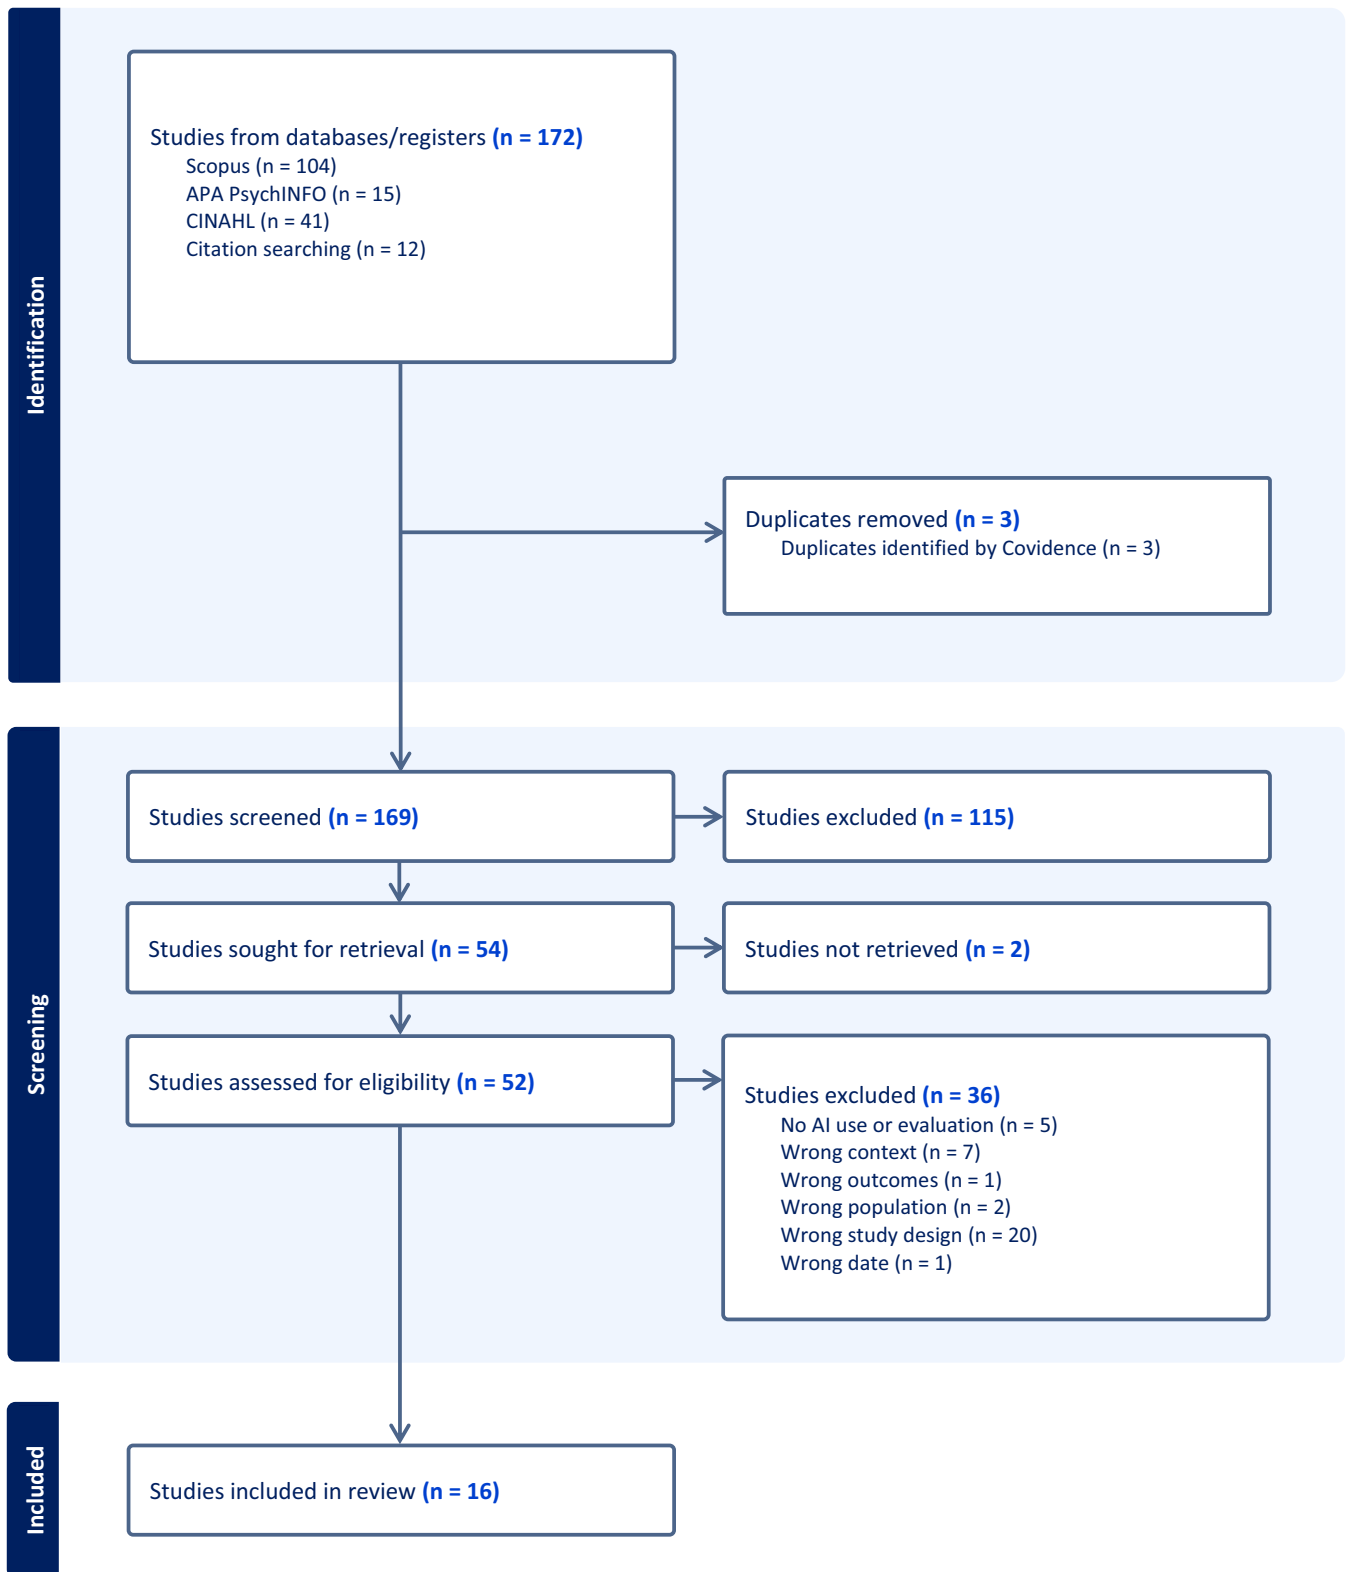 Identification
Studies from databases/registers (n = 172)
Scopus (n = 104)
APA PsychINFO (n = 15)
CINAHL (n = 41)
Citation searching (n = 12)
Duplicates removed (n = 3)
Duplicates identified by Covidence (n = 3)
Screening
Studies screened (n = 169)
Studies excluded (n = 115)
Studies sought for retrieval (n = 54)
Studies not retrieved (n = 2)
Studies assessed for eligibility (n = 52)
Studies excluded (n = 36)
No AI use or evaluation (n = 5)
Wrong context (n = 7)
Wrong outcomes (n = 1)
Wrong population (n = 2)
Wrong study design (n = 20)
Wrong date (n = 1)
Included
Studies included in review (n = 16)